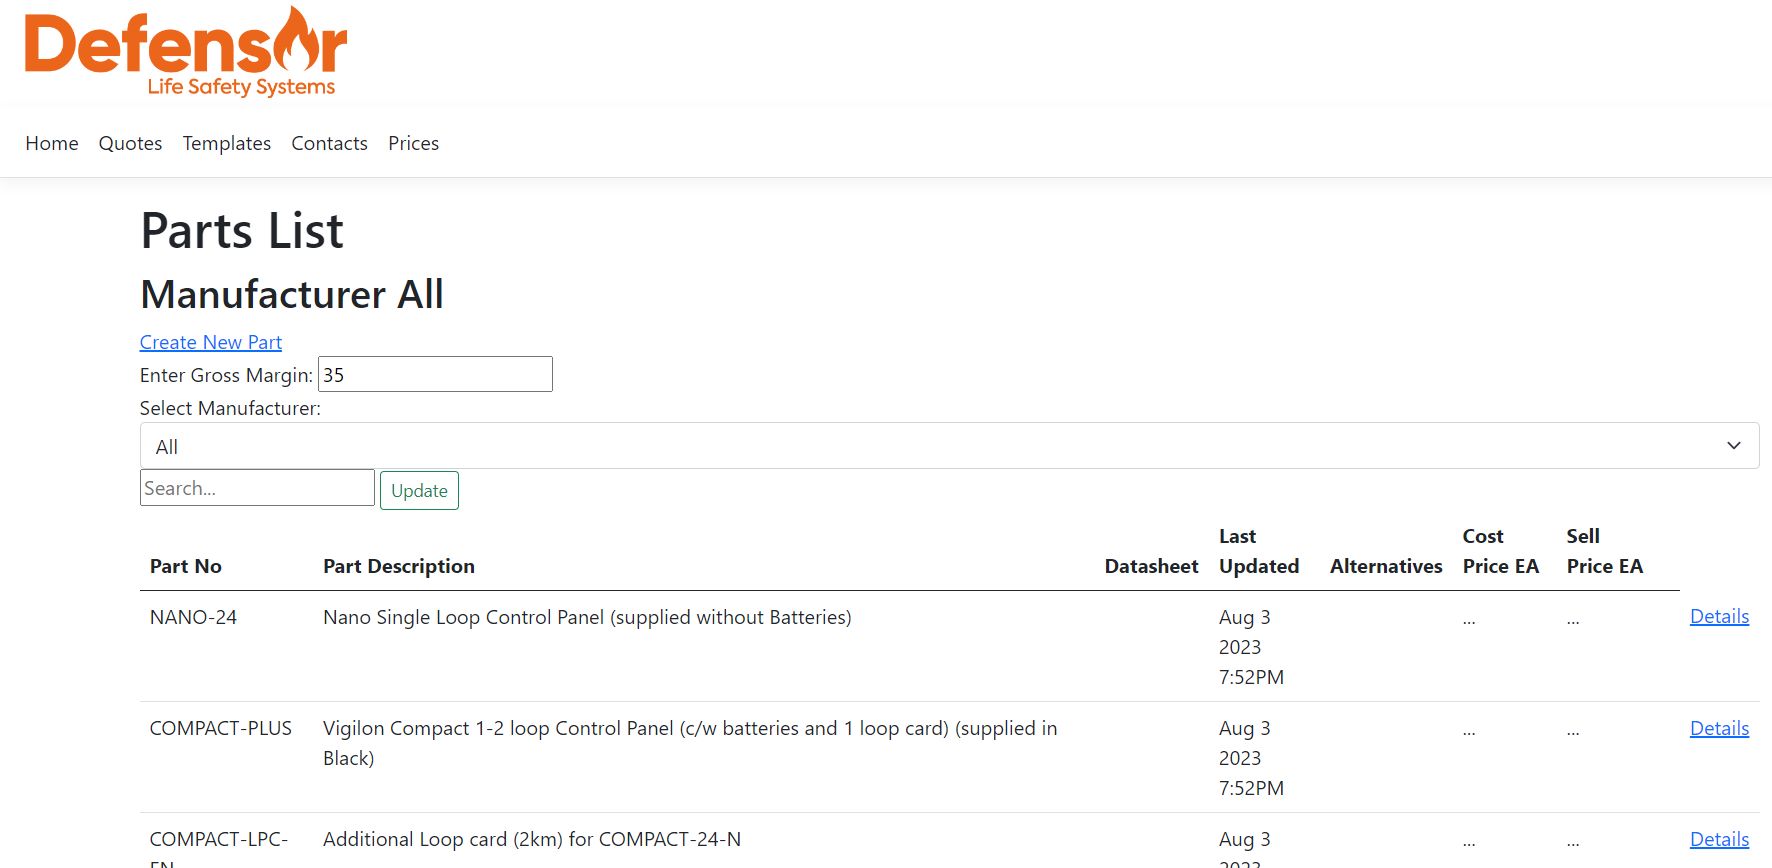 Defensor
Life Safety Systems
Home Quotes Templates Contacts Prices
Parts List
Manufacturer All
Create New Part
Enter Gross Margin: 35
Select Manufacturer:
All
Search... Update
Part No Part Description Datasheet Last Updated Alternatives Cost Price EA Sell Price EA
NANO-24 Nano Single Loop Control Panel (supplied without Batteries) Aug 3 ... ... Details
2023
7:52PM
COMPACT-PLUS Vigilon Compact 1-2 loop Control Panel (c/w batteries and 1 loop card) (supplied in Aug 3 ... ... Details
Black) 2023
7:52PM
COMPACT-LPC- Additional Loop card (2km) for COMPACT-24-N Aug 3 ... ... Details